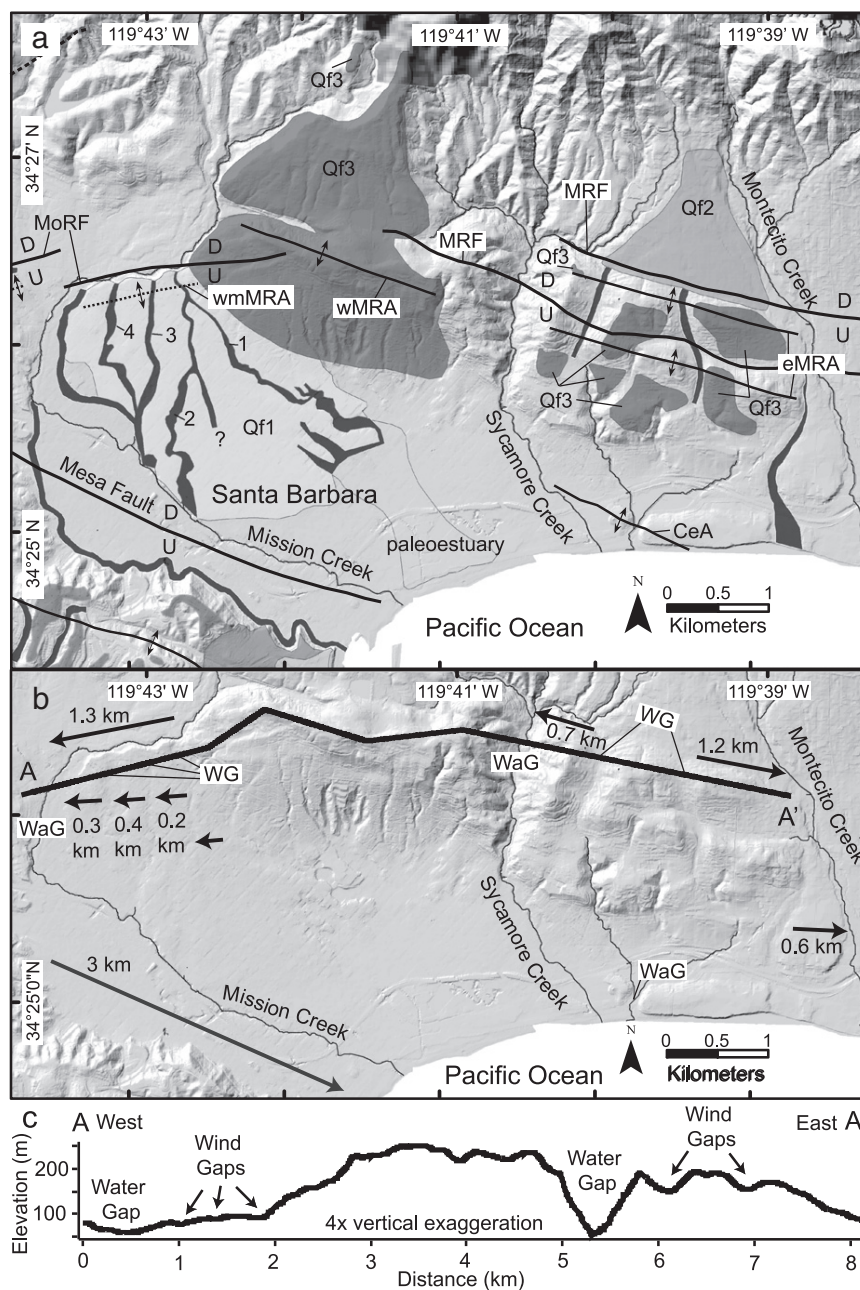 a
119°43' W
119°41' W
119°39' W
Qf3
34°27' N
Qf3
MRF
Qf2
Montecito Creek
MoRF
D
U
D
U
MRF
Qf3
D
U
D
U
wmMRA
wMRA
eMRA
4
3
1
2
?
Qf1
Qf3
Qf3
Qf3
Santa Barbara
Sycamore Creek
Mesa Fault
D
U
Mission Creek
paleoestuary
CeA
34°25' N
N
0 0.5 1
Kilometers
Pacific Ocean
b
119°43' W
119°41' W
119°39' W
1.3 km
0.7 km
WG
1.2 km
Montecito Creek
A
WG
WaG
A'
WaG
0.3 km
0.4 km
0.2 km
0.6 km
Sycamore Creek
3 km
Mission Creek
WaG
34°25'0"N
N
0 0.5 1
Kilometers
Pacific Ocean
c
A West
East A
Elevation (m)
200
100
Water Gap
Wind Gaps
Water Gap
Wind Gaps
4x vertical exaggeration
0 1 2 3 4 5 6 7 8
Distance (km)